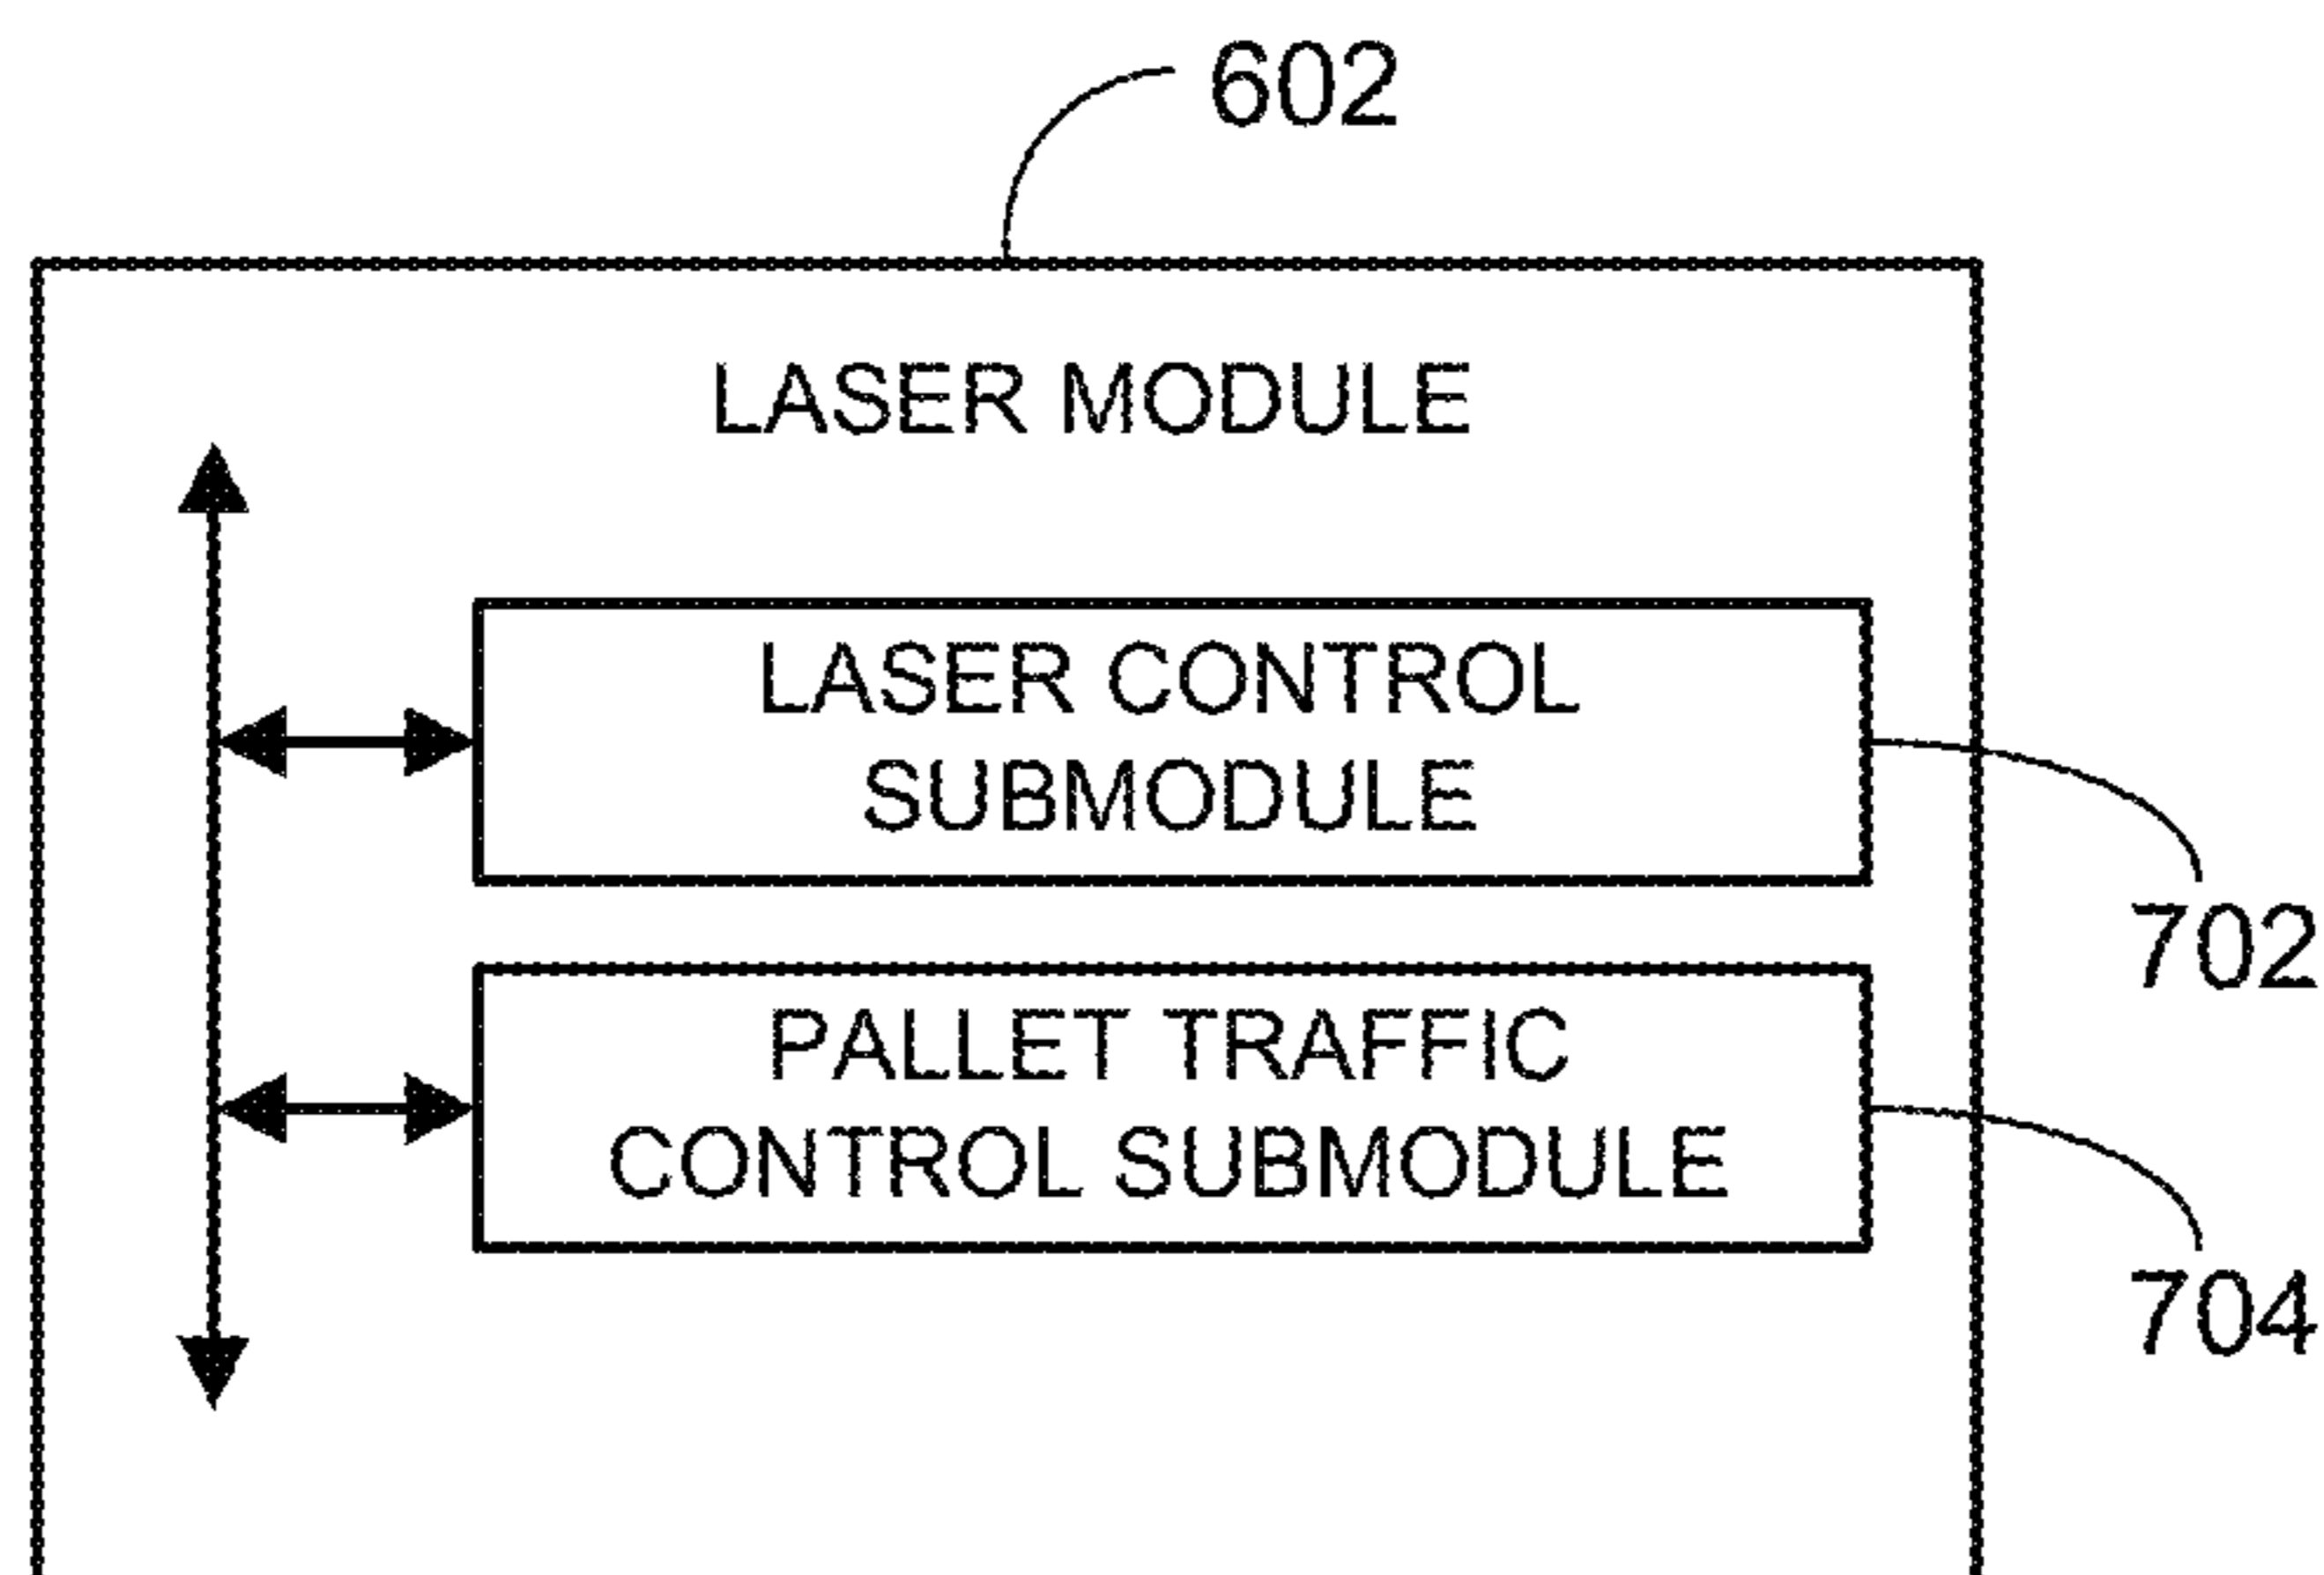 602
LASER MODULE
LASER CONTROL
SUBMODULE
702
PALLET TRAFFIC
CONTROL SUBMODULE
704